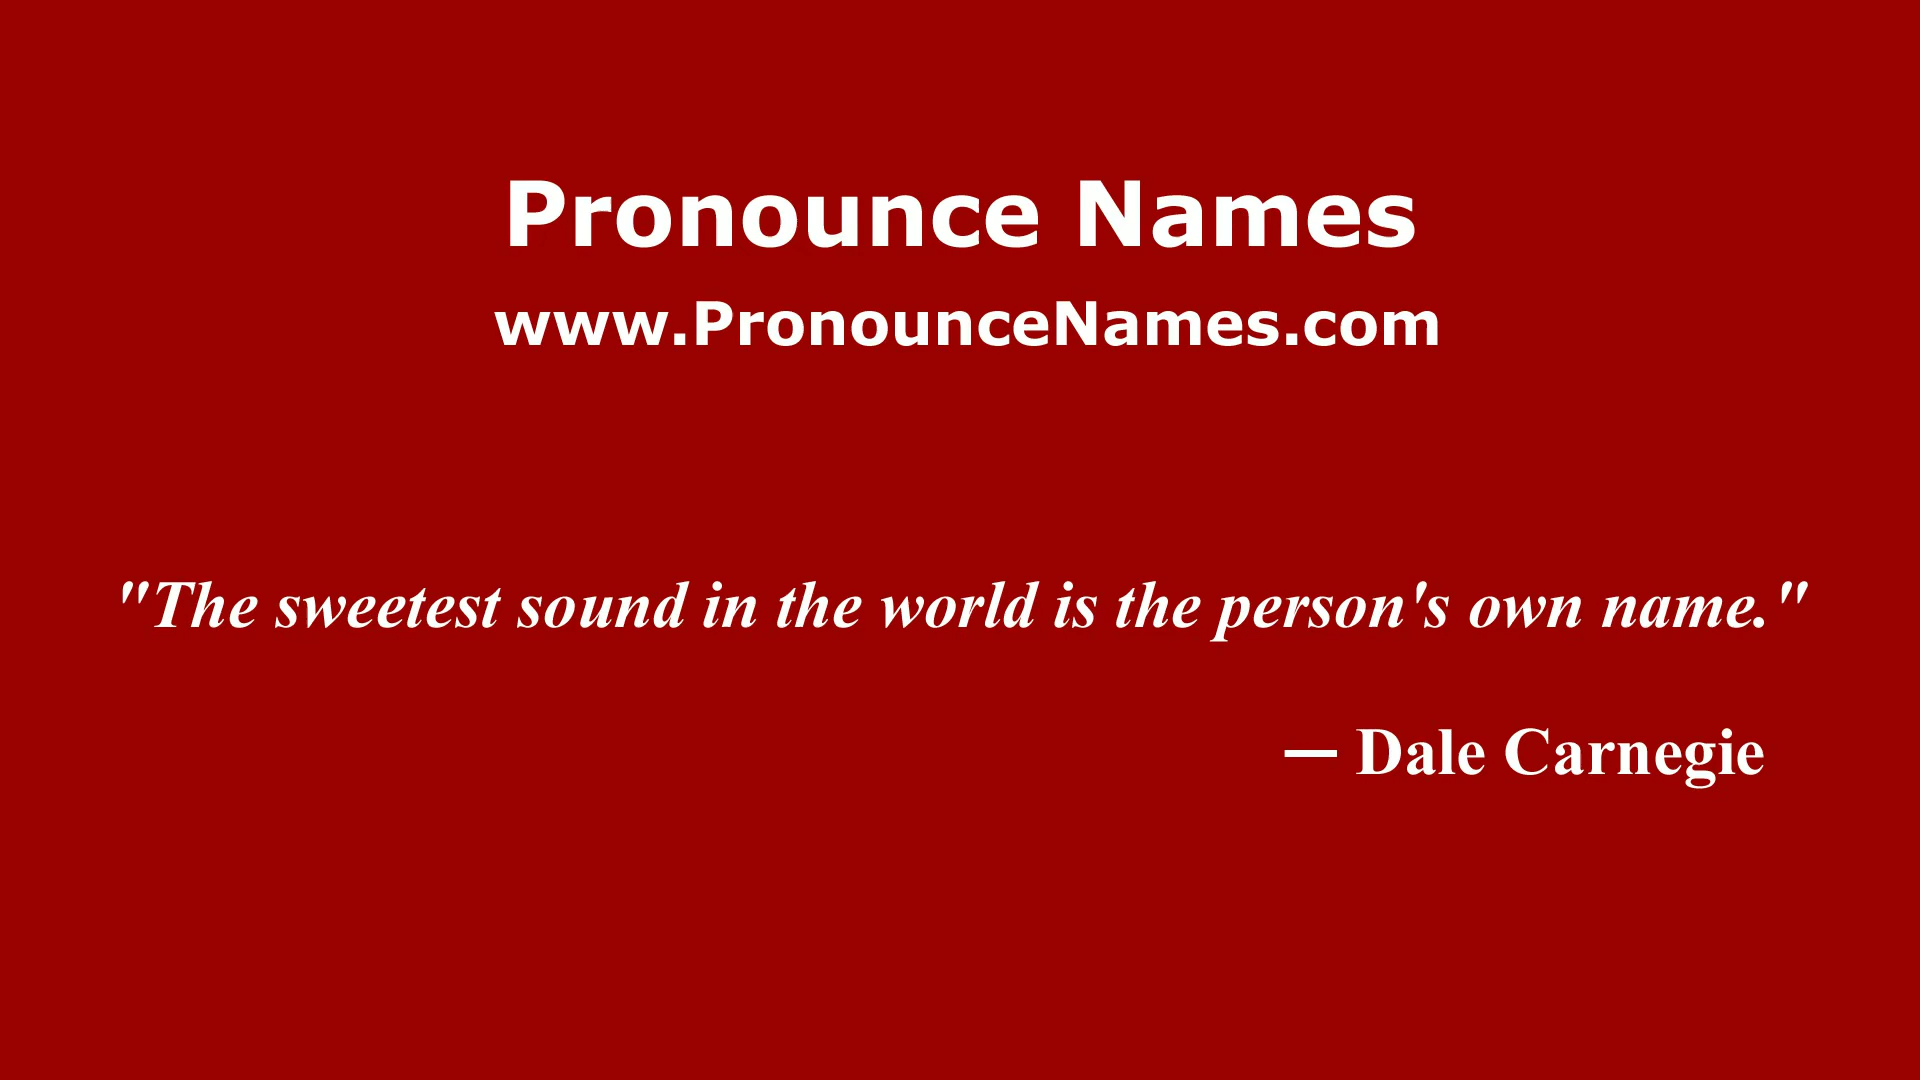 Pronounce Names
www.PronounceNames.com
"The sweetest sound in the world is the person's own name."
— Dale Carnegie